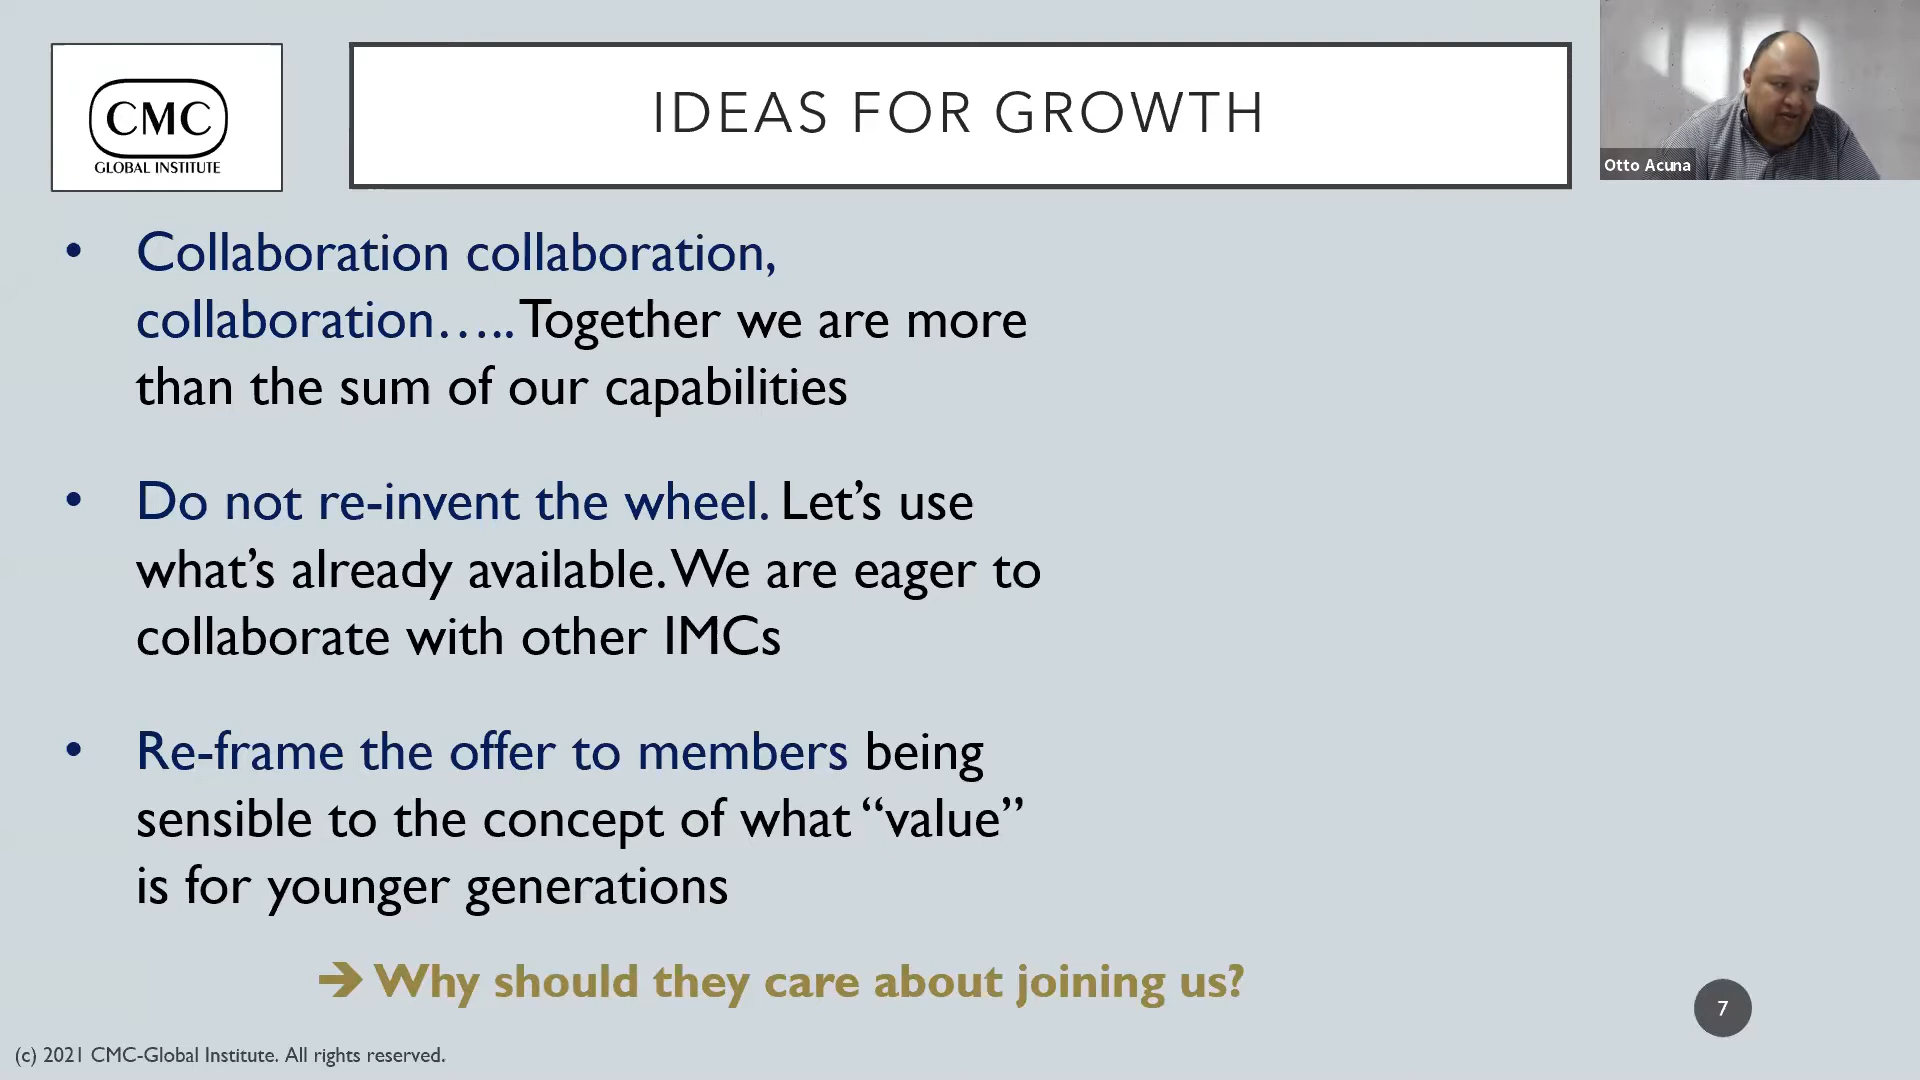 CMC
GLOBAL INSTITUTE
IDEAS FOR GROWTH
Otto Acuna
• Collaboration collaboration,
collaboration….. Together we are more
than the sum of our capabilities
• Do not re-invent the wheel. Let’s use
what’s already available. We are eager to
collaborate with other IMCs
• Re-frame the offer to members being
sensible to the concept of what “value”
is for younger generations
➔ Why should they care about joining us?
7
(c) 2021 CMC-Global Institute. All rights reserved.